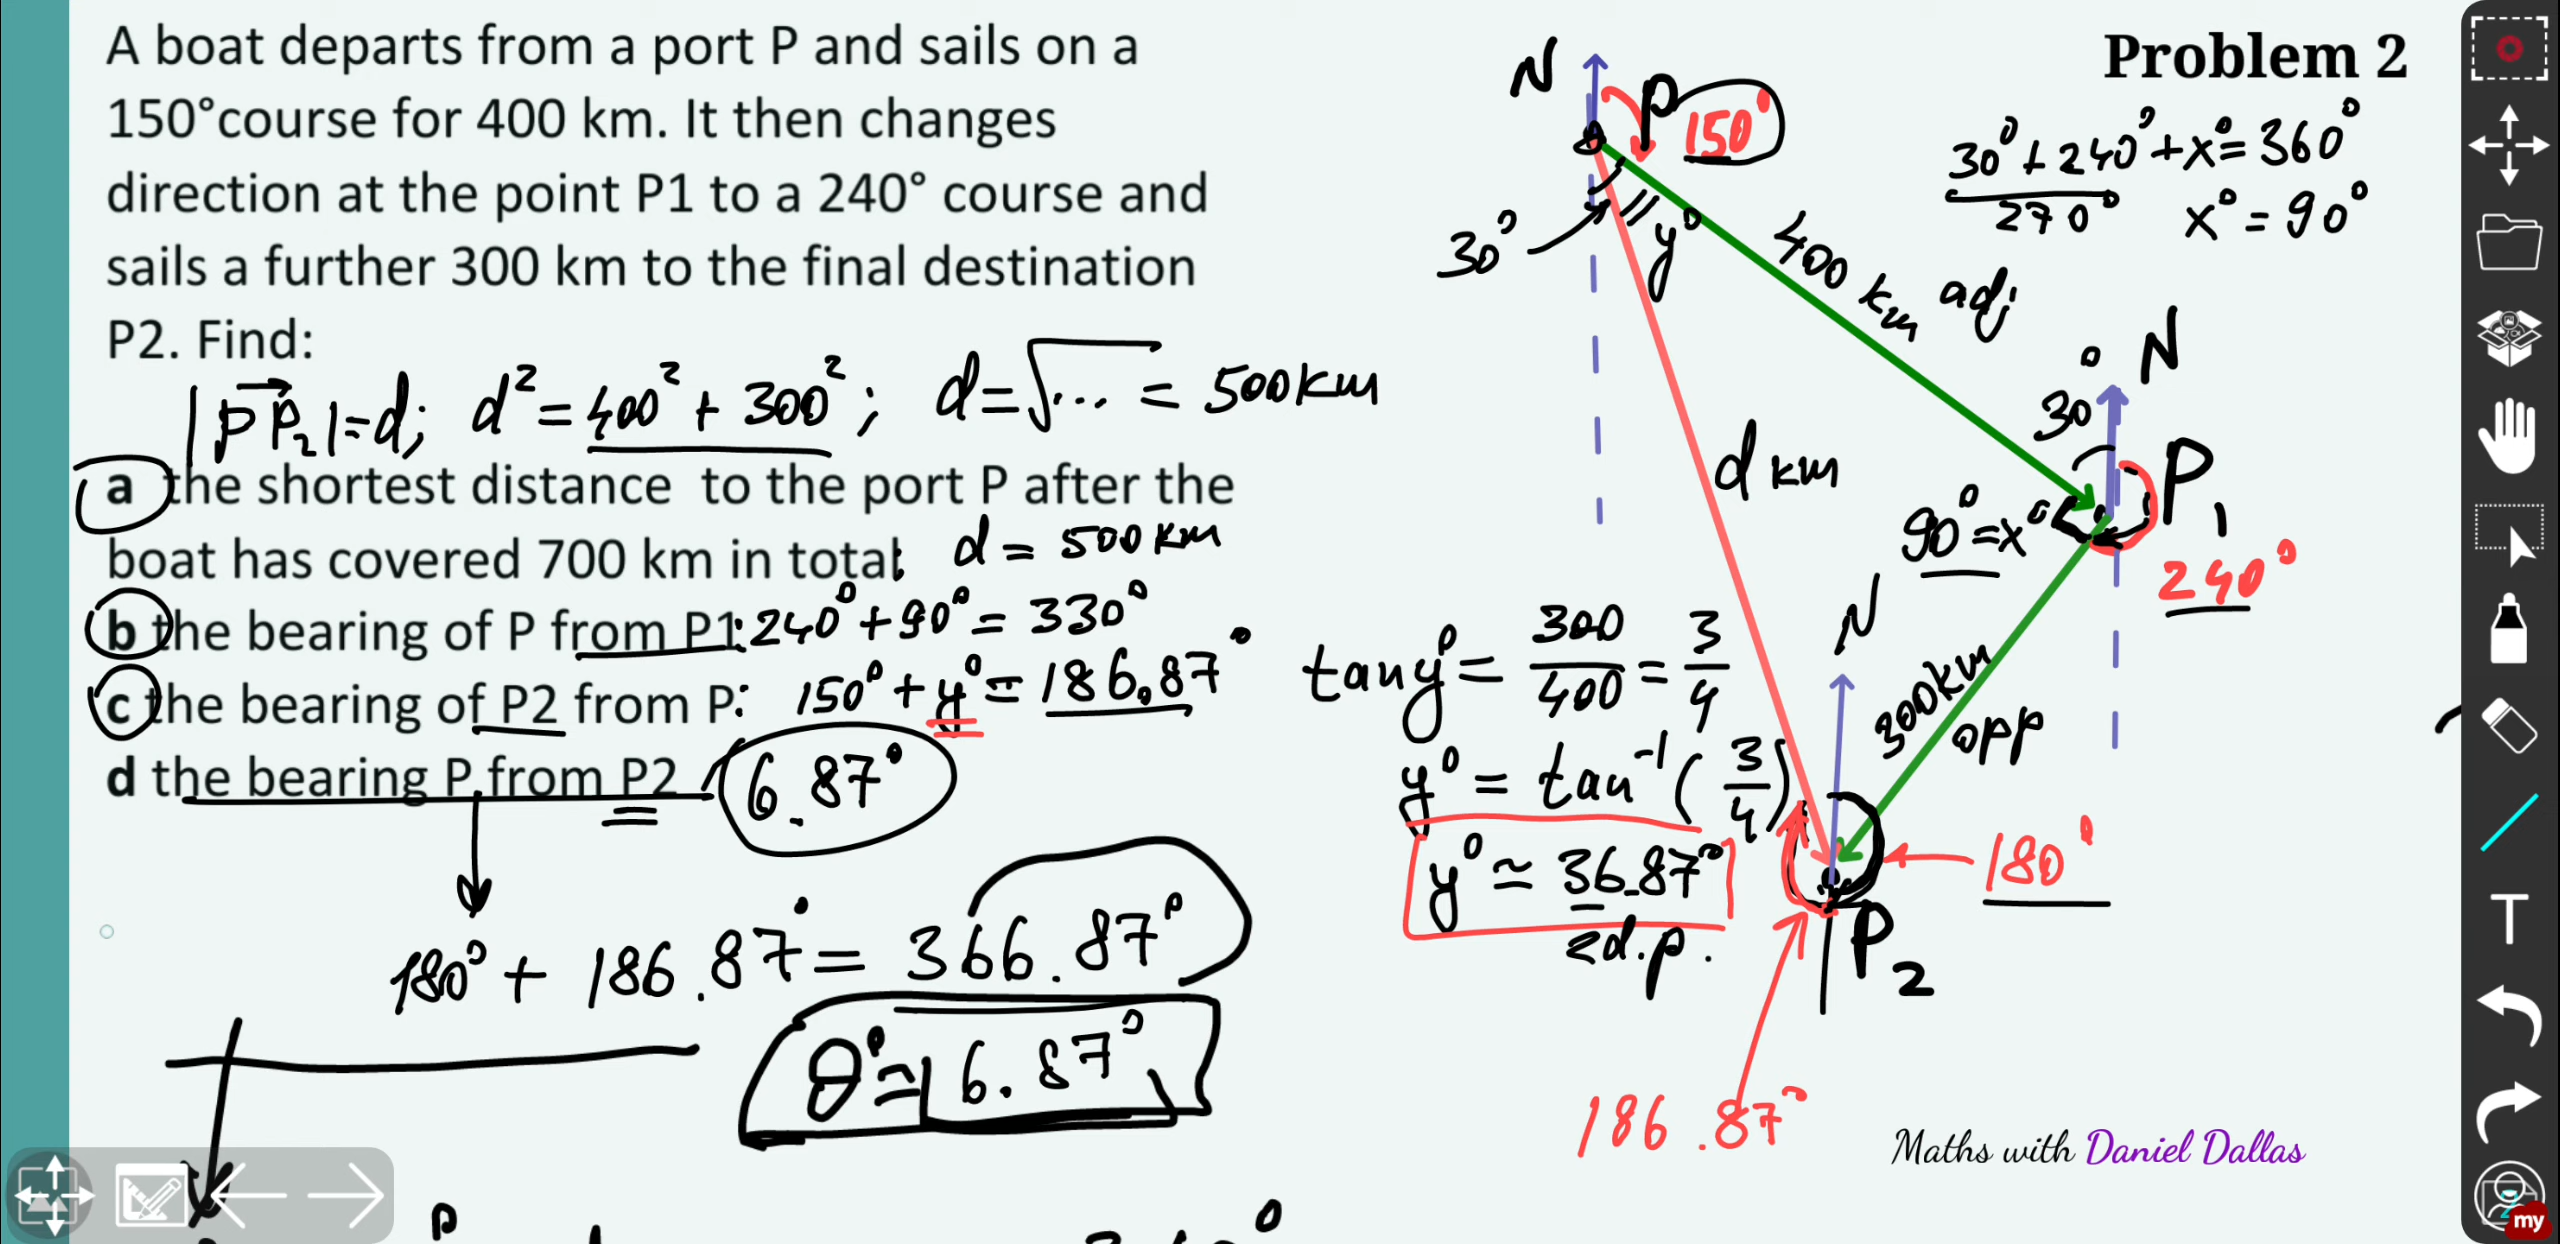 Problem 2
A boat departs from a port P and sails on a
150° course for 400 km. It then changes
direction at the point P1 to a 240° course and
sails a further 300 km to the final destination
P2. Find:
|PP₂|=d; d² = 400² + 300²; d=√... = 500km
a the shortest distance to the port P after the
boat has covered 700 km in total: d = 500 km
b the bearing of P from P1: 240° + 90° = 330°
c the bearing of P2 from P: 150° + y° = 186.87°
d the bearing P from P2 6.87°
180° + 186.87° = 366.87°
θ° = 6.87°
N
P
150°
30°
y°
400 km
adj
30° + 240° + x° = 360°
270°
x° = 90°
N
30°
P₁
90° = x°
240°
d km
N
300km
opp
tan y° = 300/400 = 3/4
y° = tan⁻¹(3/4)
y° ≈ 36.87°
2d.p.
180°
P₂
186.87°
Maths with Daniel Dallas
T
my